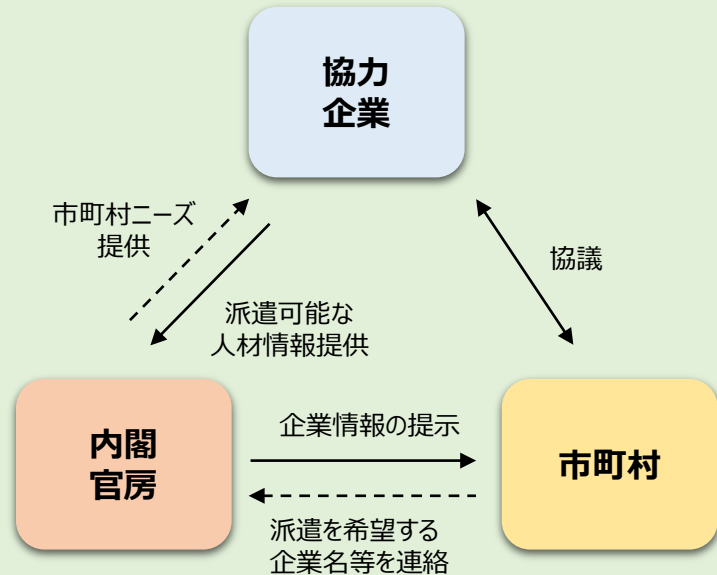 協力
企業
市町村ニーズ
提供
協議
派遣可能な
人材情報提供
内閣
官房
企業情報の提示
市町村
派遣を希望する
企業名等を連絡